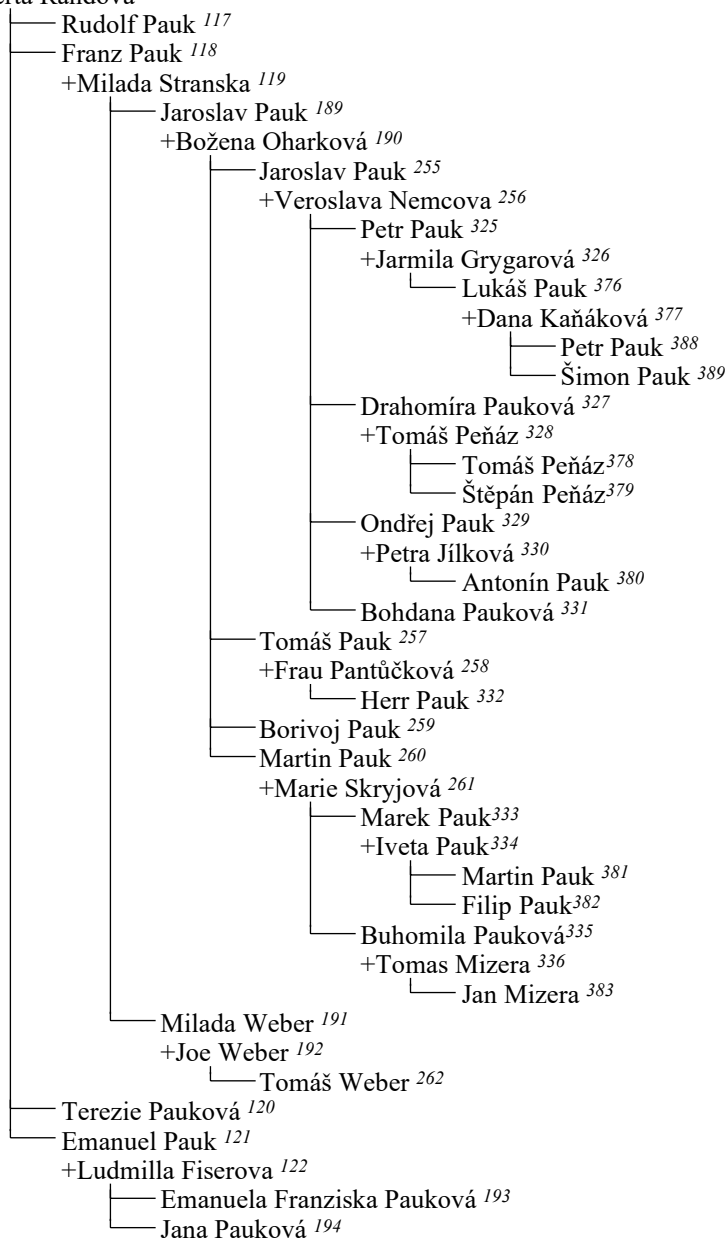 Rudolf Pauk 117
Franz Pauk 118
+Milada Stranska 119
Jaroslav Pauk 189
+Božena Oharková 190
Jaroslav Pauk 255
+Veroslava Nemcova 256
Petr Pauk 325
+Jarmila Grygarová 326
Lukáš Pauk 376
+Dana Kaňáková 377
Petr Pauk 388
Šimon Pauk 389
Drahomíra Pauková 327
+Tomáš Peňáz 328
Tomáš Peňáz378
Štěpán Peňáz379
Ondřej Pauk 329
+Petra Jílková 330
Antonín Pauk 380
Bohdana Pauková 331
Tomáš Pauk 257
+Frau Pantůčková 258
Herr Pauk 332
Borivoj Pauk 259
Martin Pauk 260
+Marie Skryjová 261
Marek Pauk333
+Iveta Pauk334
Martin Pauk 381
Filip Pauk382
Buhomila Pauková335
+Tomas Mizera 336
Jan Mizera 383
Milada Weber 191
+Joe Weber 192
Tomáš Weber 262
Terezie Pauková 120
Emanuel Pauk 121
+Ludmilla Fiserova 122
Emanuela Franziska Pauková 193
Jana Pauková 194